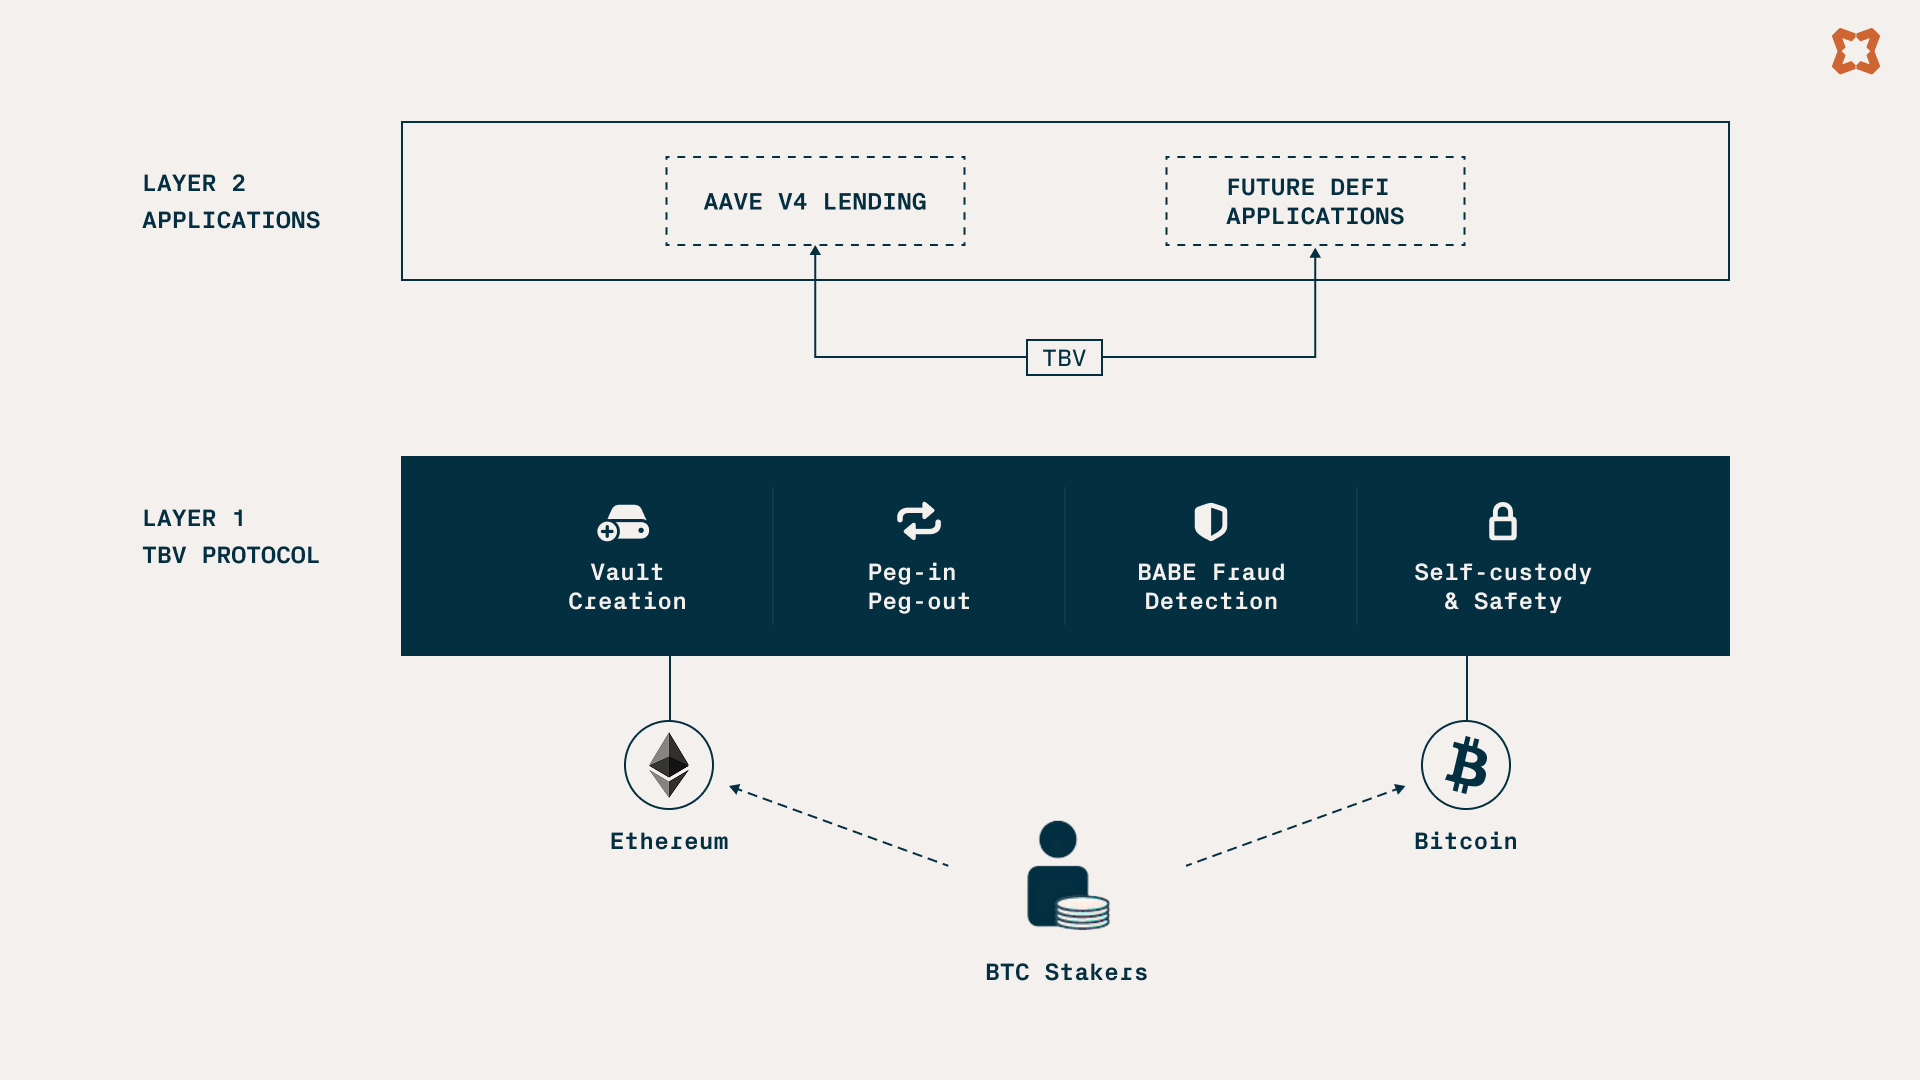 LAYER 2
APPLICATIONS
AAVE V4 LENDING
FUTURE DEFI
APPLICATIONS
TBV
LAYER 1
TBV PROTOCOL
Vault
Creation
Peg-in
Peg-out
BABE Fraud
Detection
Self-custody
& Safety
Ethereum
Bitcoin
BTC Stakers